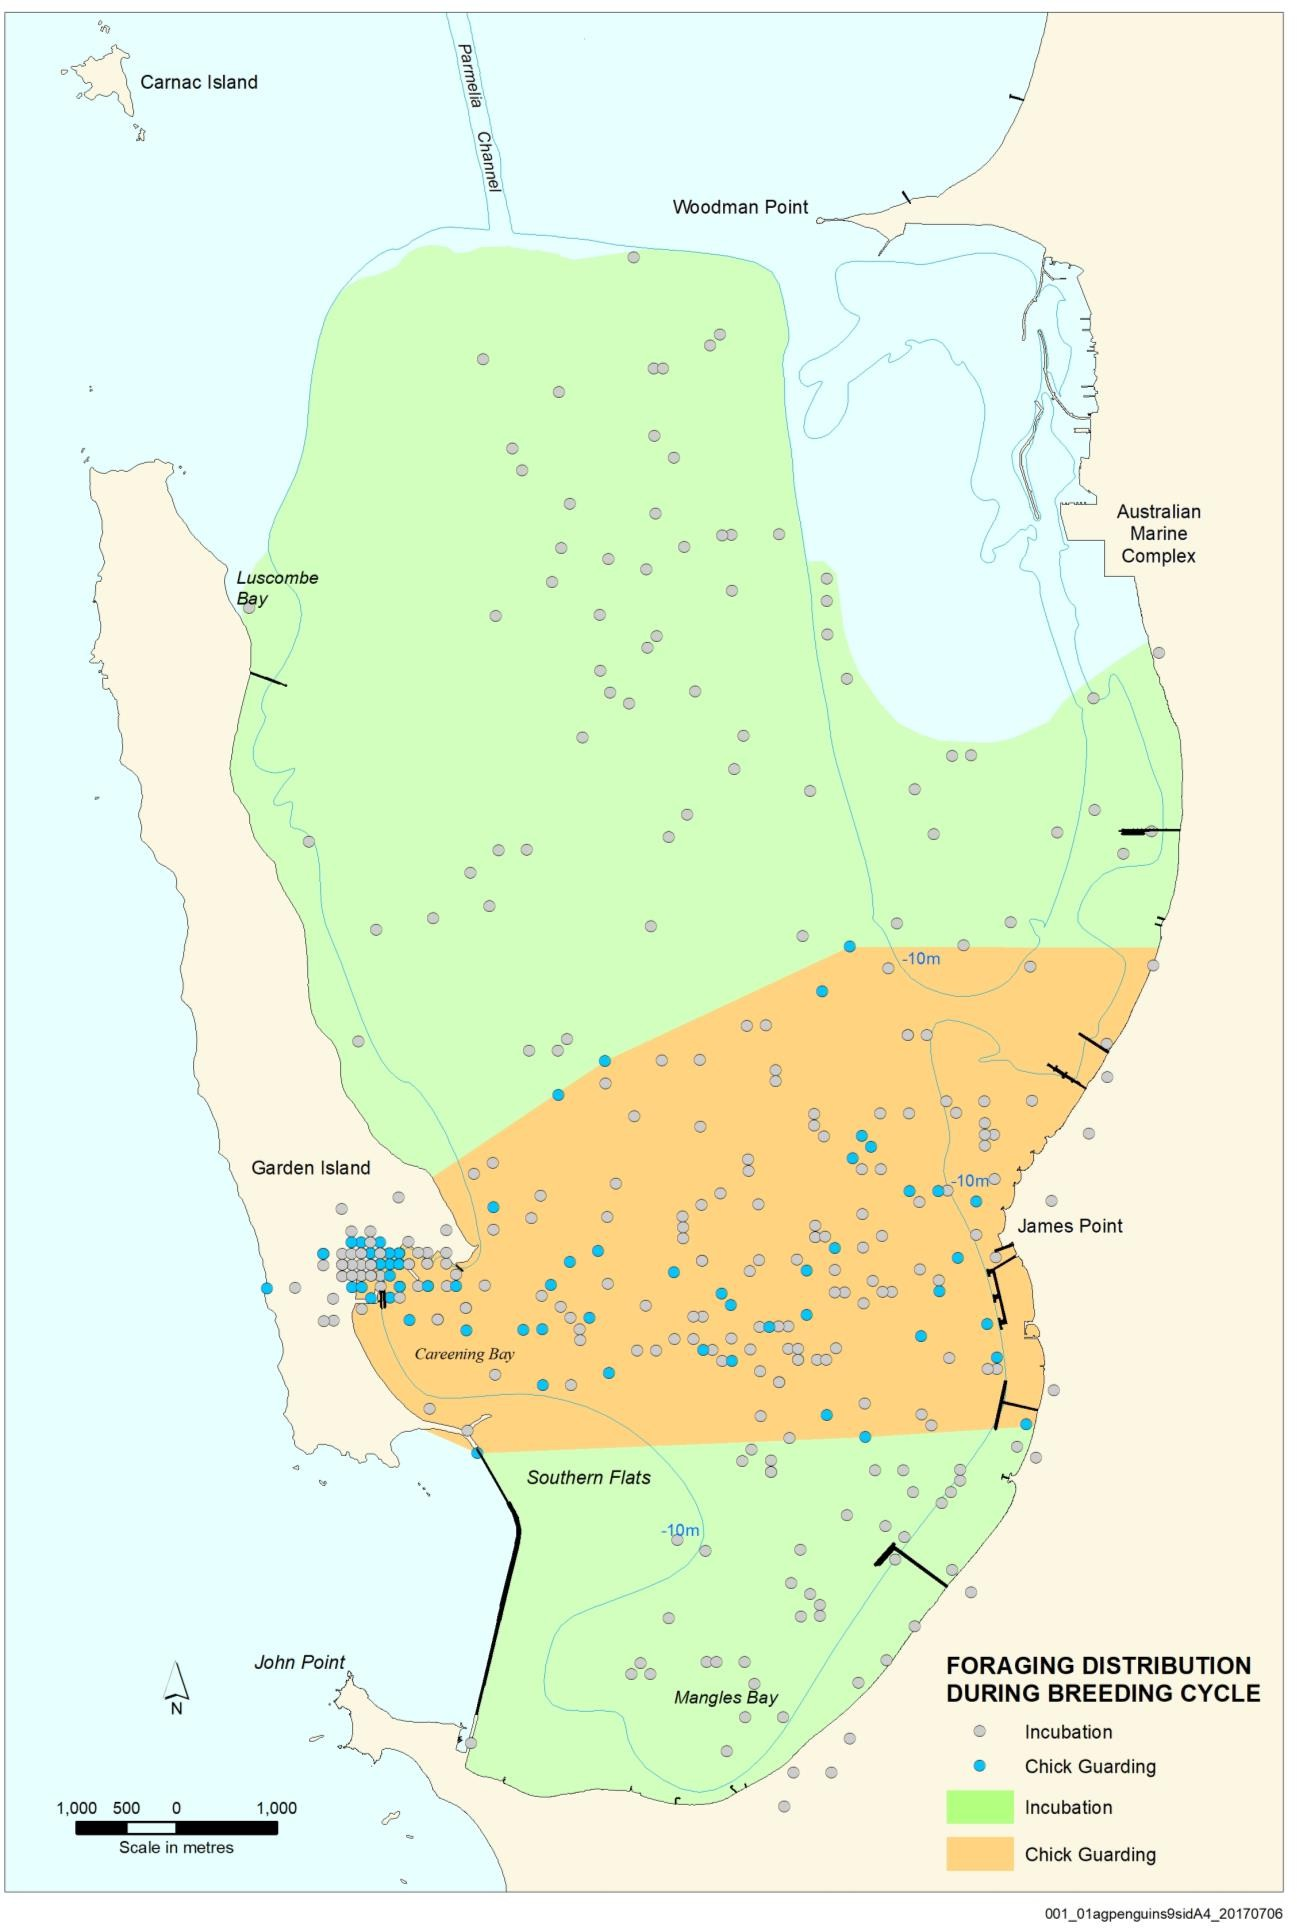 Carnac Island
Parmelia Channel
Woodman Point
Australian
Marine
Complex
Luscombe
Bay
-10m
Garden Island
-10m
James Point
Careening Bay
Southern Flats
-10m
John Point
Mangles Bay
N
FORAGING DISTRIBUTION
DURING BREEDING CYCLE
Incubation
Chick Guarding
Incubation
Chick Guarding
1,000 500 0 1,000
Scale in metres
001_01agpenguins9sidA4_20170706